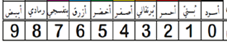 أسود بني أحمر برتقالي أصفر أخضر أزرق بنفسجي رمادي أبيض
0 1 2 3 4 5 6 7 8 9